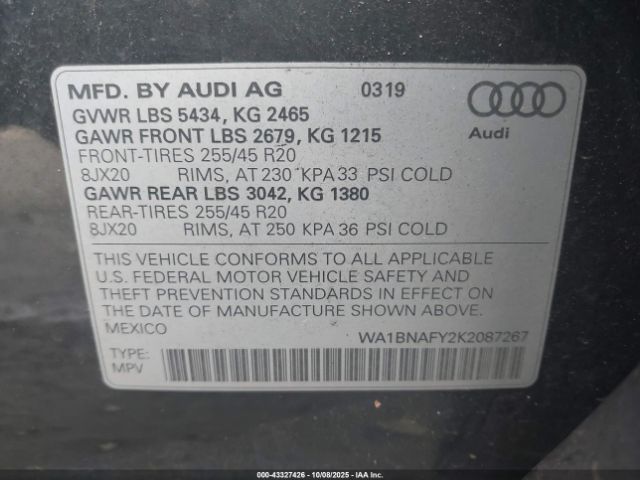 MFD. BY AUDI AG 0319
GVWR LBS 5434, KG 2465
GAWR FRONT LBS 2679, KG 1215
FRONT-TIRES 255/45 R20
8JX20 RIMS, AT 230 KPA 33 PSI COLD
GAWR REAR LBS 3042, KG 1380
REAR-TIRES 255/45 R20
8JX20 RIMS, AT 250 KPA 36 PSI COLD
Audi
THIS VEHICLE CONFORMS TO ALL APPLICABLE
U.S. FEDERAL MOTOR VEHICLE SAFETY AND
THEFT PREVENTION STANDARDS IN EFFECT ON
THE DATE OF MANUFACTURE SHOWN ABOVE.
MEXICO WA1BNAFY2K2087267
TYPE:
MPV
000-43327426 - 10/08/2025 - IAA Inc.